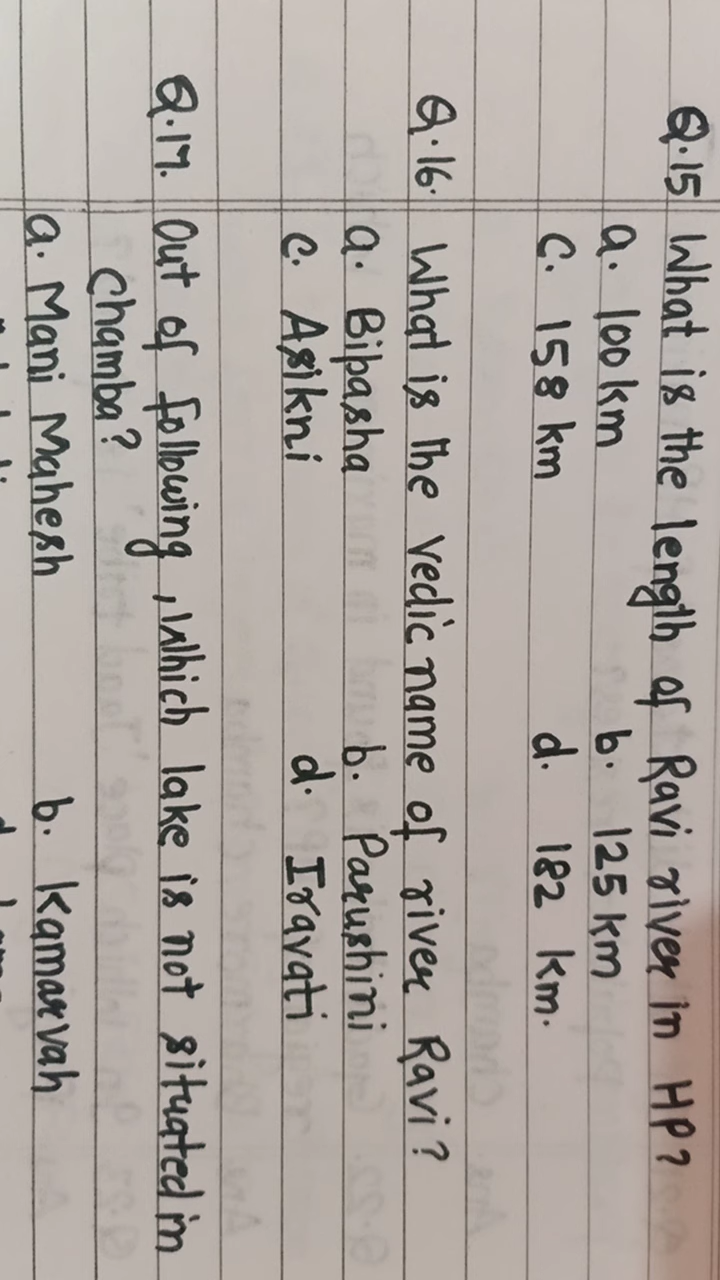 Q.15 What is the length of Ravi river in HP?
a. 100 km b. 125 km
c. 158 km d. 182 km.
Q.16. What is the vedic name of river Ravi?
a. Bipasha b. Parushini
c. Asikni d. Iravati
Q.17. Out of following, which lake is not situated in
Chamba?
a. Mani Mahesh b. Kamarvah